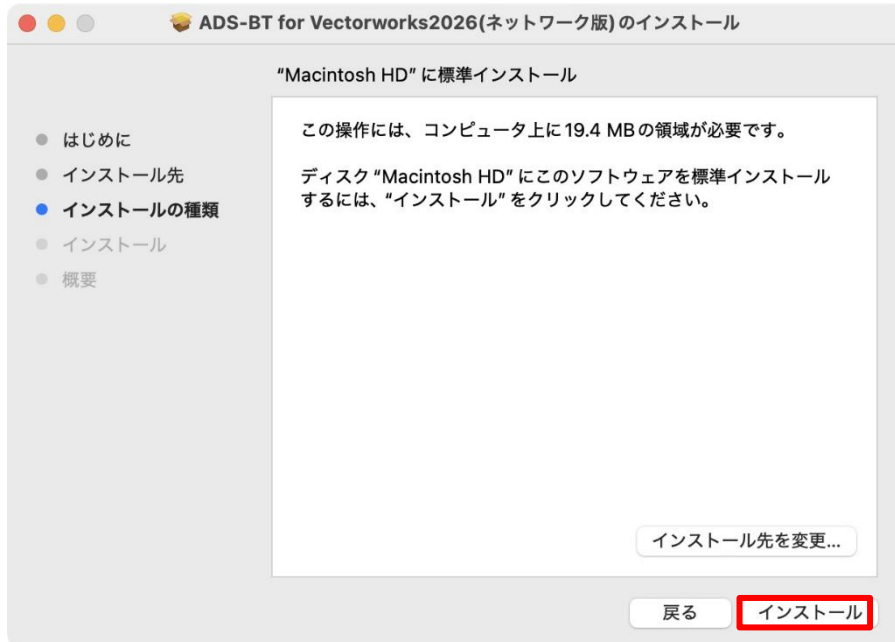 ADS-BT for Vectorworks2026(ネットワーク版)のインストール
"Macintosh HD" に標準インストール
はじめに
インストール先
インストールの種類
インストール
概要
この操作には、コンピュータ上に19.4 MBの領域が必要です。
ディスク“Macintosh HD” にこのソフトウェアを標準インストール
するには、“インストール” をクリックしてください。
インストール先を変更...
戻る
インストール